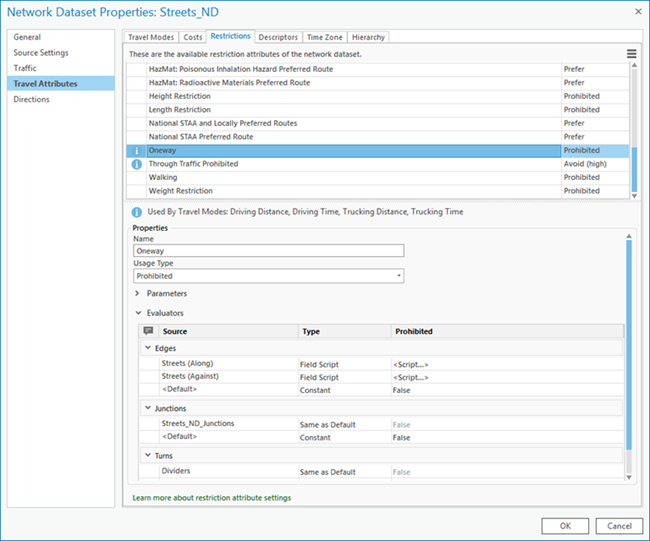 Network Dataset Properties: Streets_ND
General
Source Settings
Traffic
Travel Attributes
Directions
Travel Modes Costs Restrictions Descriptors Time Zone Hierarchy
These are the available restriction attributes of the network dataset.
HazMat: Poisonous Inhalation Hazard Preferred Route Prefer
HazMat: Radioactive Materials Preferred Route Prefer
Height Restriction Prohibited
Length Restriction Prohibited
National STAA and Locally Preferred Routes Prefer
National STAA Preferred Route Prefer
Oneway Prohibited
Through Traffic Prohibited Avoid (high)
Walking Prohibited
Weight Restriction Prohibited
Used By Travel Modes: Driving Distance, Driving Time, Trucking Distance, Trucking Time
Properties
Name
Oneway
Usage Type
Prohibited
Parameters
Evaluators
Source Type Prohibited
Edges
Streets (Along) Field Script <Script...>
Streets (Against) Field Script <Script...>
<Default> Constant False
Junctions
Streets_ND_Junctions Same as Default False
<Default> Constant False
Turns
Dividers Same as Default False
Learn more about restriction attribute settings
OK Cancel